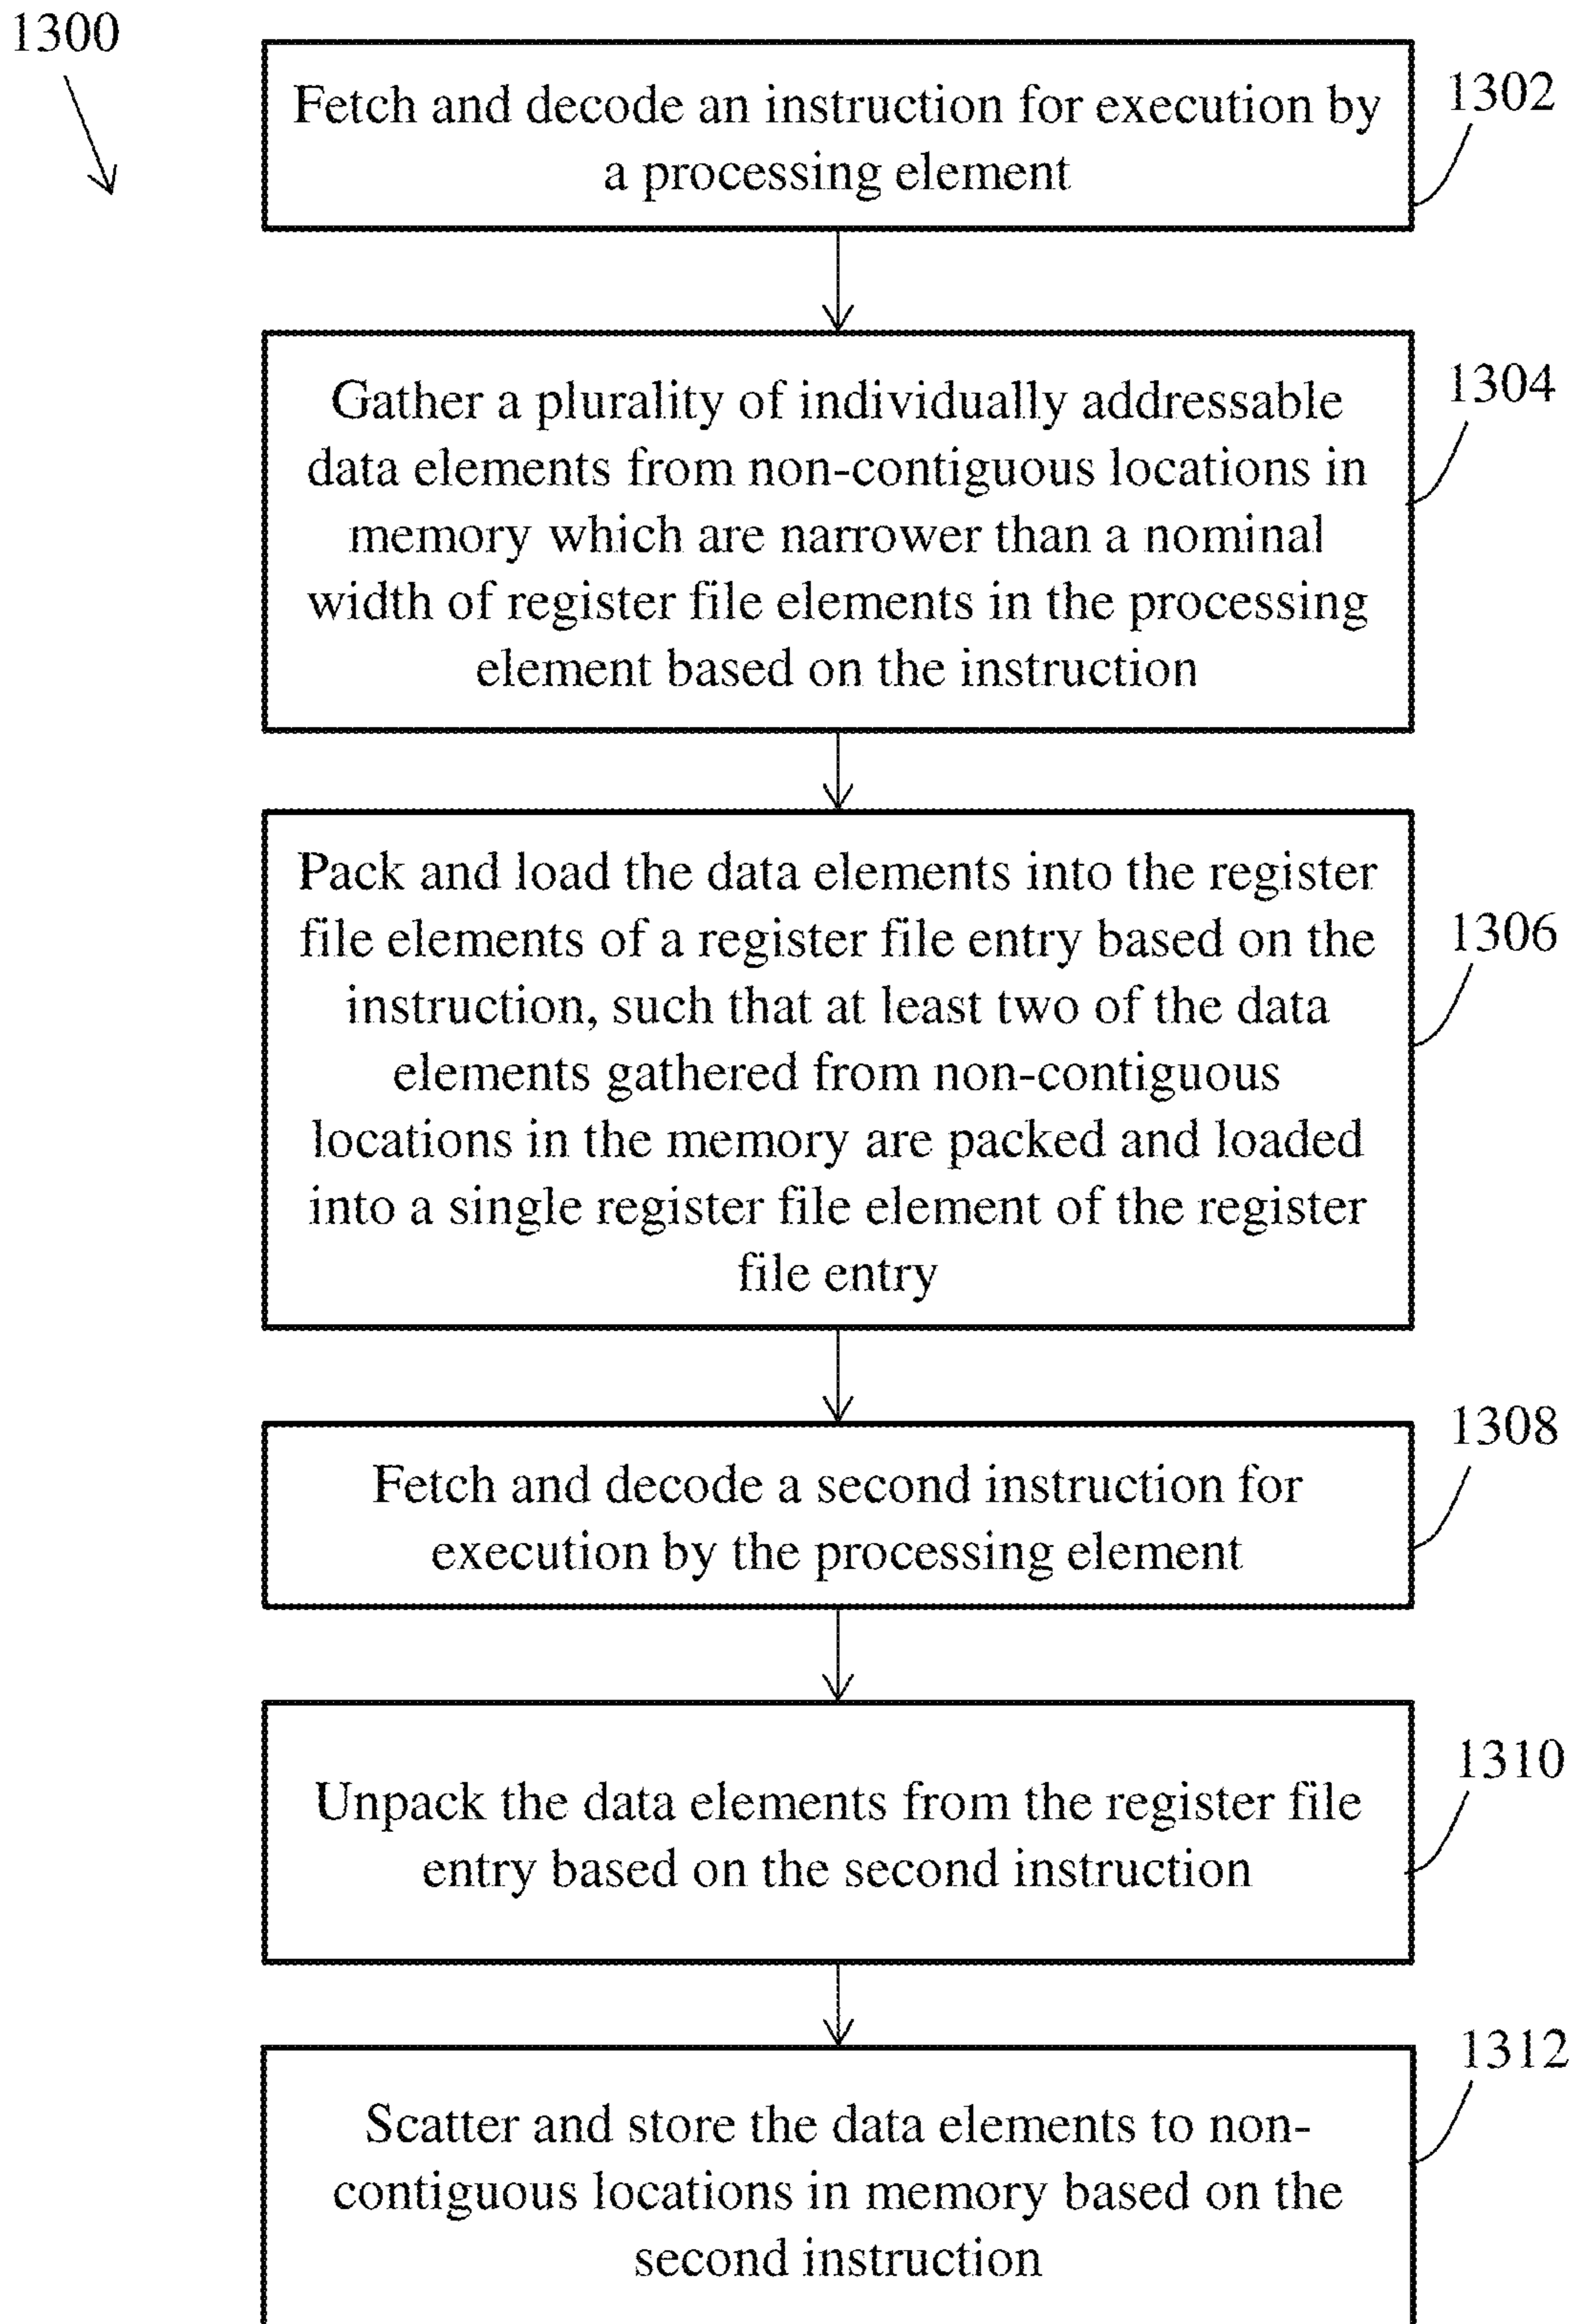 1300
Fetch and decode an instruction for execution by
a processing element
1302
Gather a plurality of individually addressable
data elements from non-contiguous locations in
memory which are narrower than a nominal
width of register file elements in the processing
element based on the instruction
1304
Pack and load the data elements into the register
file elements of a register file entry based on the
instruction, such that at least two of the data
elements gathered from non-contiguous
locations in the memory are packed and loaded
into a single register file element of the register
file entry
1306
Fetch and decode a second instruction for
execution by the processing element
1308
Unpack the data elements from the register file
entry based on the second instruction
1310
Scatter and store the data elements to non-
contiguous locations in memory based on the
second instruction
1312